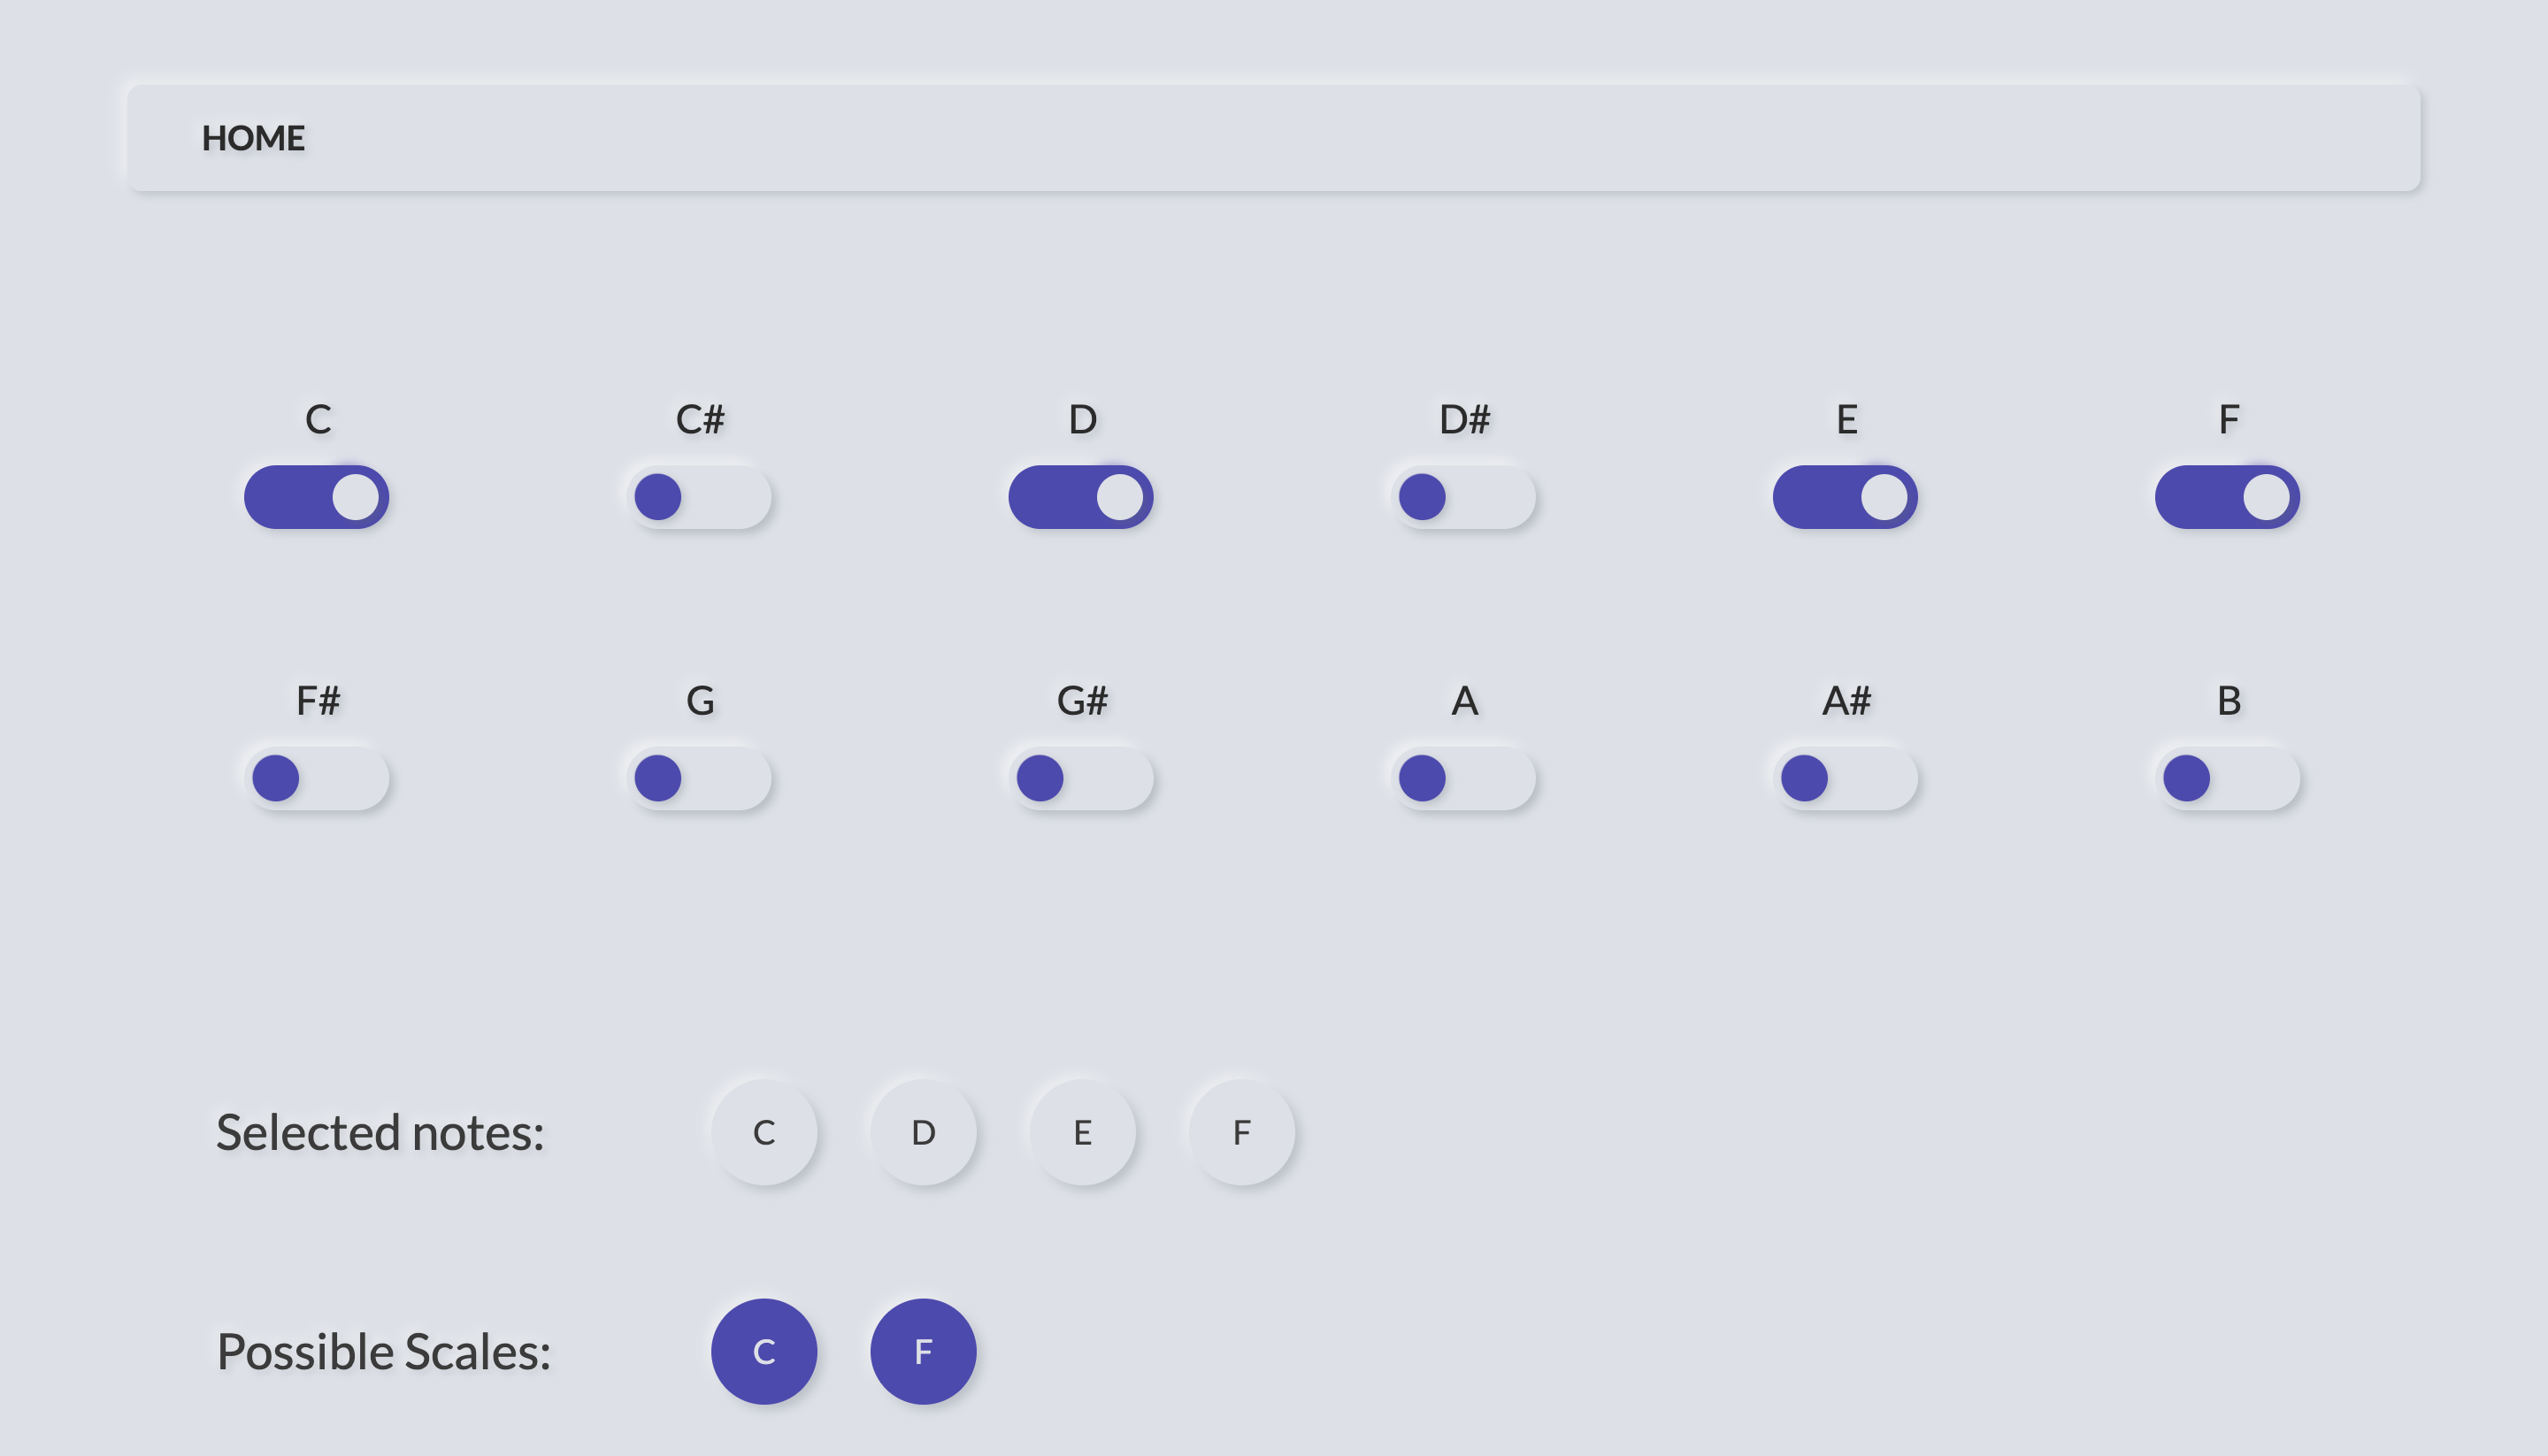 HOME
C C# D D# E F
F# G G# A A# B
Selected notes: C D E F
Possible Scales: C F